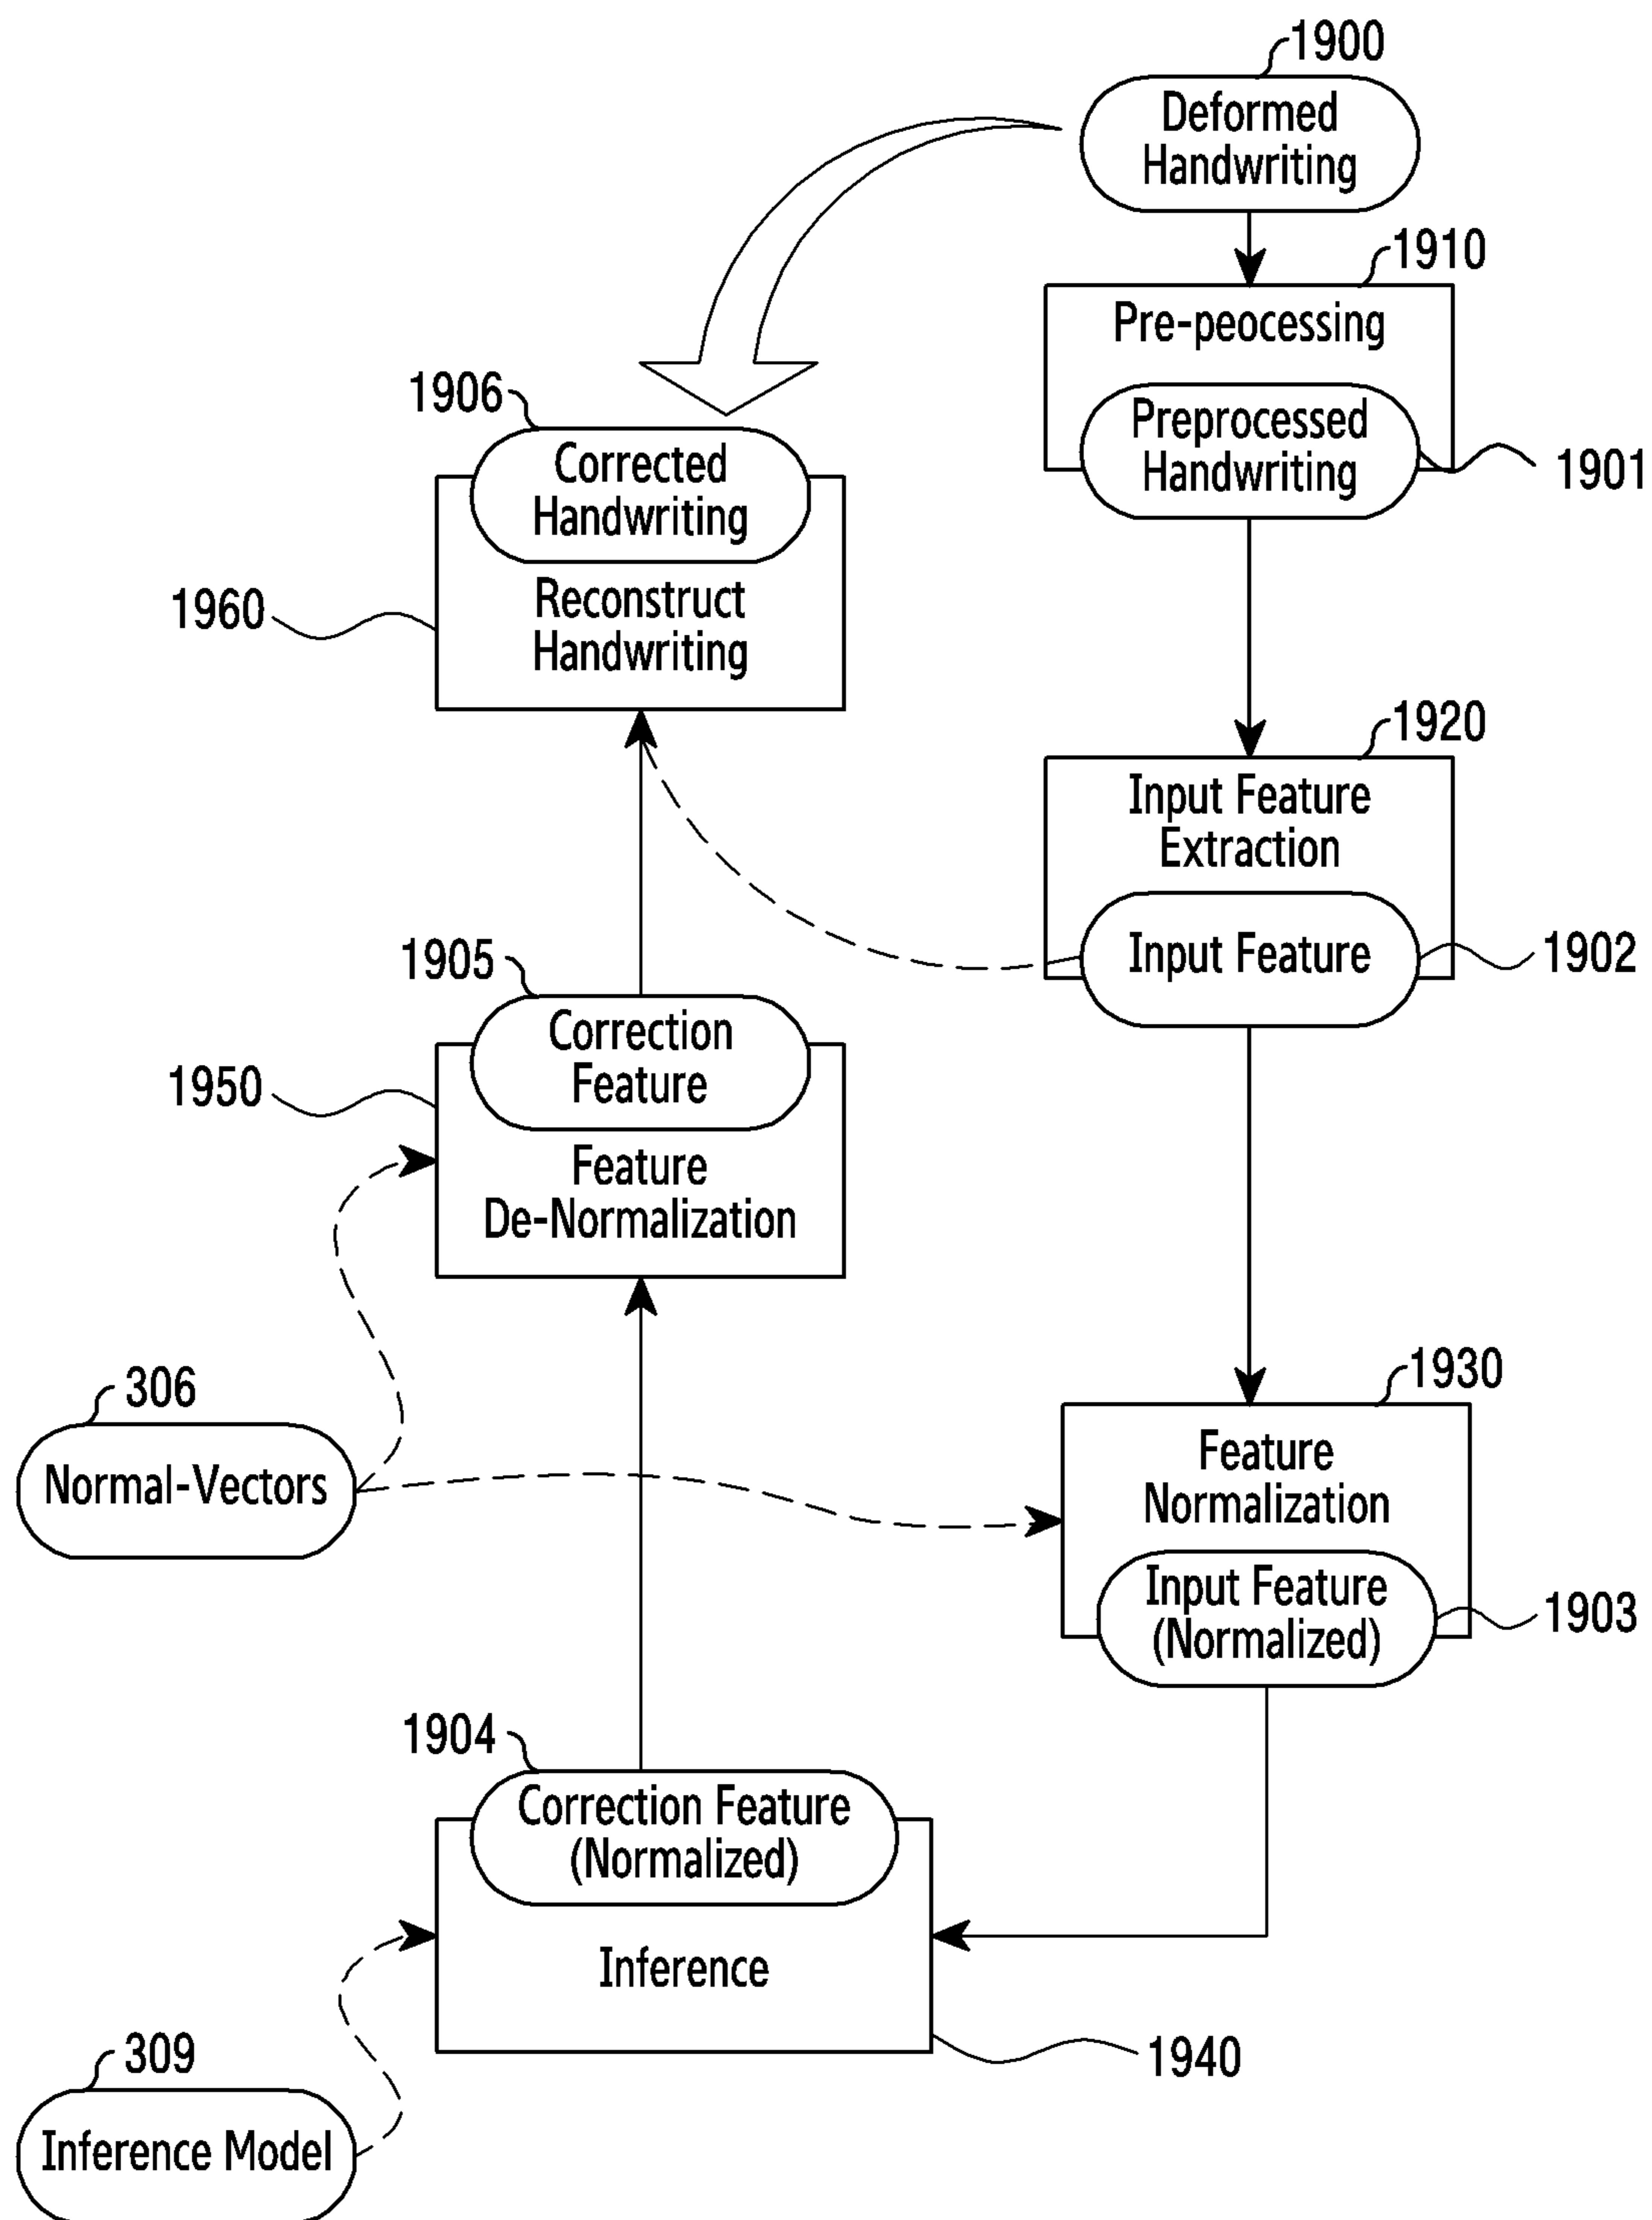 1900
Deformed
Handwriting
1910
Pre-peocessing
Preprocessed
Handwriting
1901
1906
Corrected
Handwriting
Reconstruct
Handwriting
1960
1920
Input Feature
Extraction
Input Feature
1902
1905
Correction
Feature
1950
Feature
De-Normalization
306
Normal-Vectors
1930
Feature
Normalization
Input Feature
(Normalized)
1903
1904
Correction Feature
(Normalized)
Inference
1940
309
Inference Model